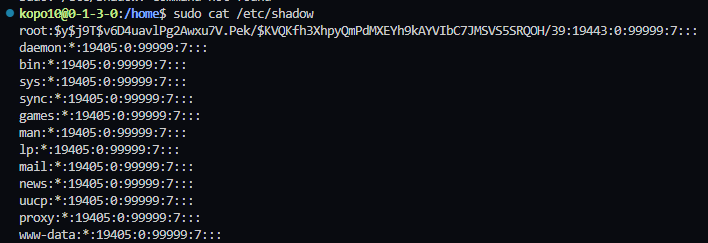 kopo10@0-1-3-0:/home$ sudo cat /etc/shadow
root:$y$j9T$v6D4uavlPg2Awxu7V.Pek/$KVQKfh3XhpyQmPdMXEYh9kAYVIbC7JMSVS5SRQOH/39:19443:0:99999:7:::
daemon:*:19405:0:99999:7:::
bin:*:19405:0:99999:7:::
sys:*:19405:0:99999:7:::
sync:*:19405:0:99999:7:::
games:*:19405:0:99999:7:::
man:*:19405:0:99999:7:::
lp:*:19405:0:99999:7:::
mail:*:19405:0:99999:7:::
news:*:19405:0:99999:7:::
uucp:*:19405:0:99999:7:::
proxy:*:19405:0:99999:7:::
www-data:*:19405:0:99999:7:::